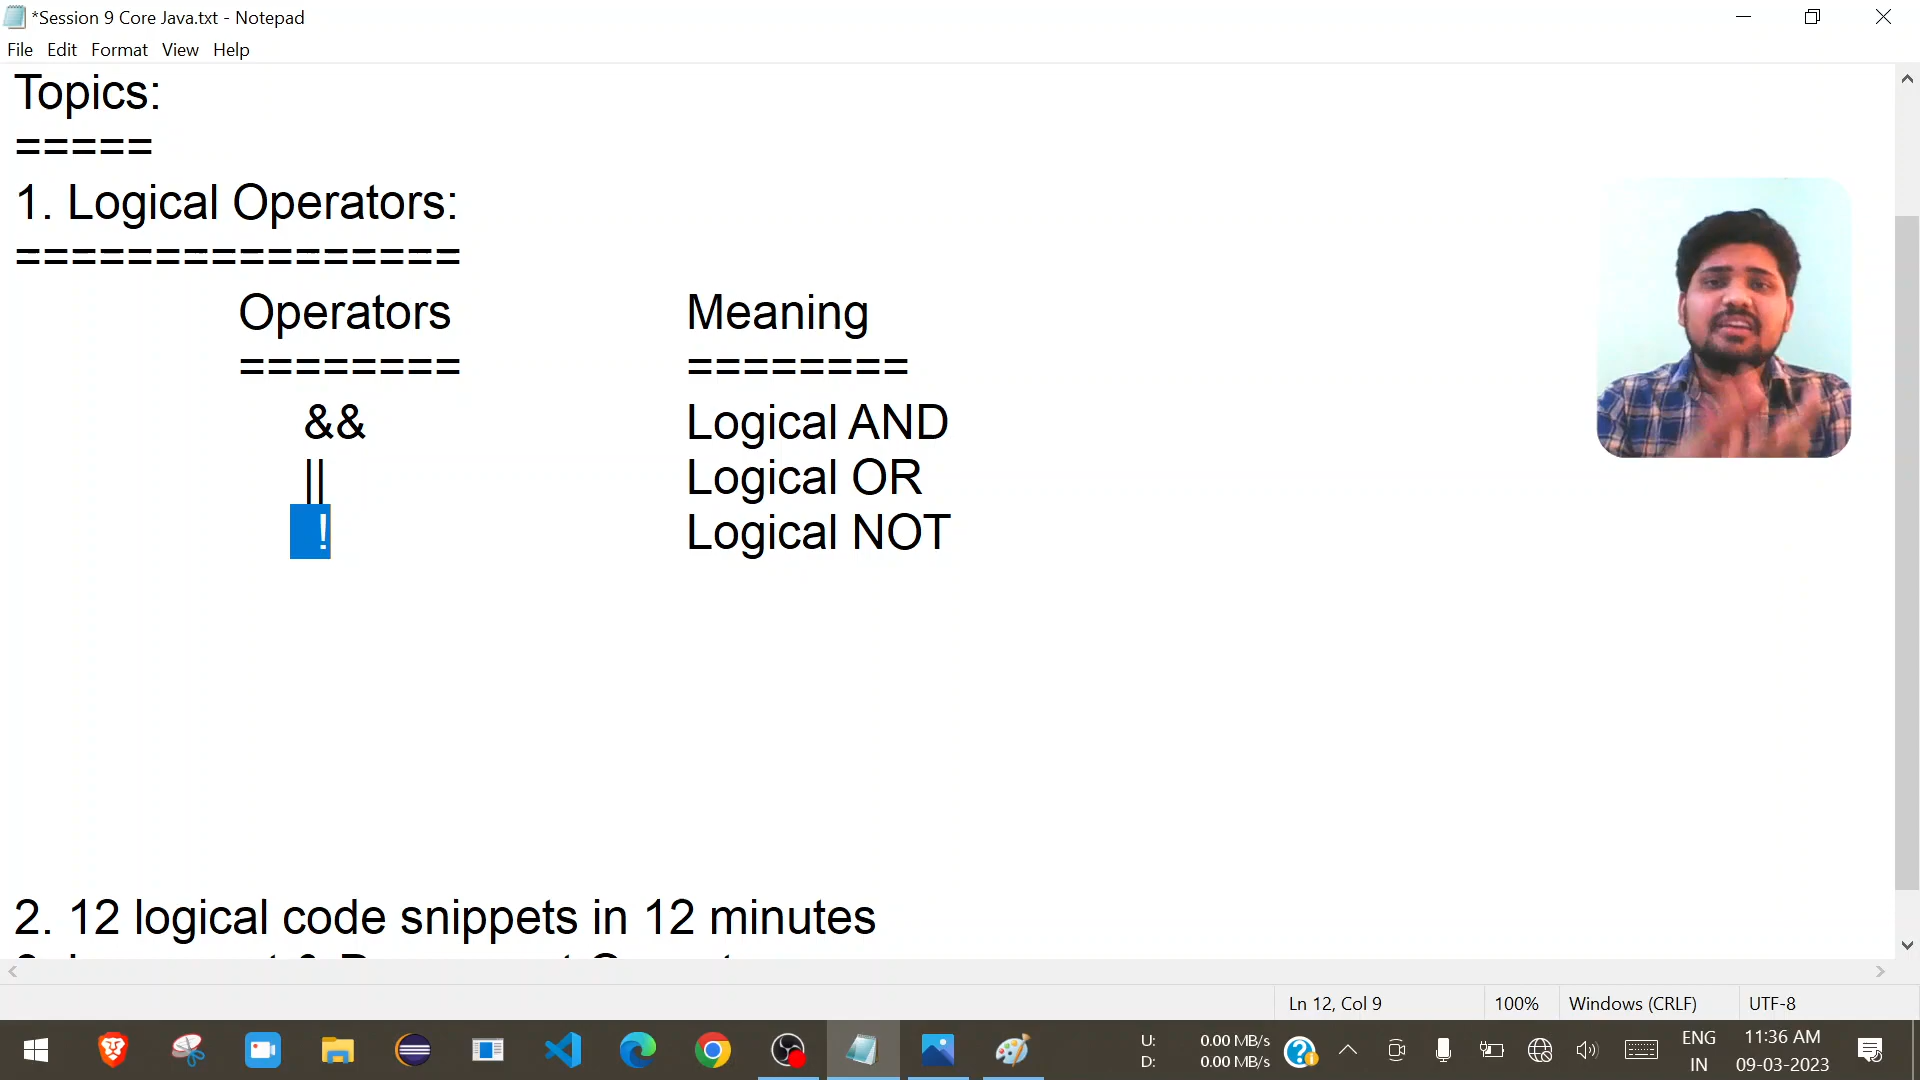 *Session 9 Core Java.txt - Notepad
File Edit Format View Help
Topics:
=====
1. Logical Operators:
================
Operators Meaning
======== ========
&& Logical AND
|| Logical OR
! Logical NOT
2. 12 logical code snippets in 12 minutes
Ln 12, Col 9 100% Windows (CRLF) UTF-8
U: 0.00 MB/s
D: 0.00 MB/s
ENG
IN
11:36 AM
09-03-2023